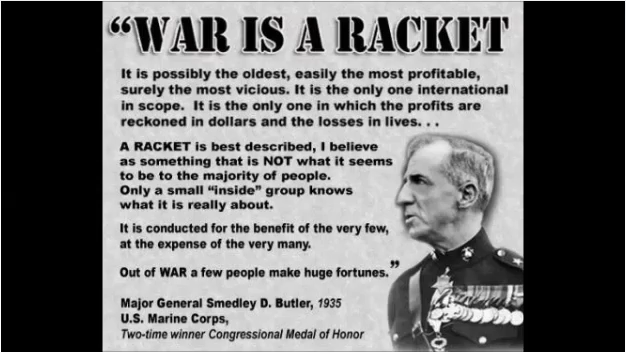 “WAR IS A RACKET
It is possibly the oldest, easily the most profitable,
surely the most vicious. It is the only one international
in scope.  It is the only one in which the profits are
reckoned in dollars and the losses in lives. . .
A RACKET is best described, I believe
as something that is NOT what it seems
to be to the majority of people.
Only a small “inside” group knows
what it is really about.
It is conducted for the benefit of the very few,
at the expense of the very many.
Out of WAR a few people make huge fortunes.”
Major General Smedley D. Butler, 1935
U.S. Marine Corps,
Two-time winner Congressional Medal of Honor